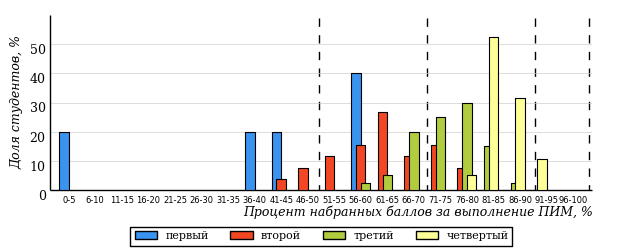 Доля студентов, %
50
40
30
20
10
0
0-5 6-10 11-15 16-20 21-25 26-30 31-35 36-40 41-45 46-50 51-55 56-60 61-65 66-70 71-75 76-80 81-85 86-90 91-95 96-100
Процент набранных баллов за выполнение ПИМ, %
первый второй третий четвертый